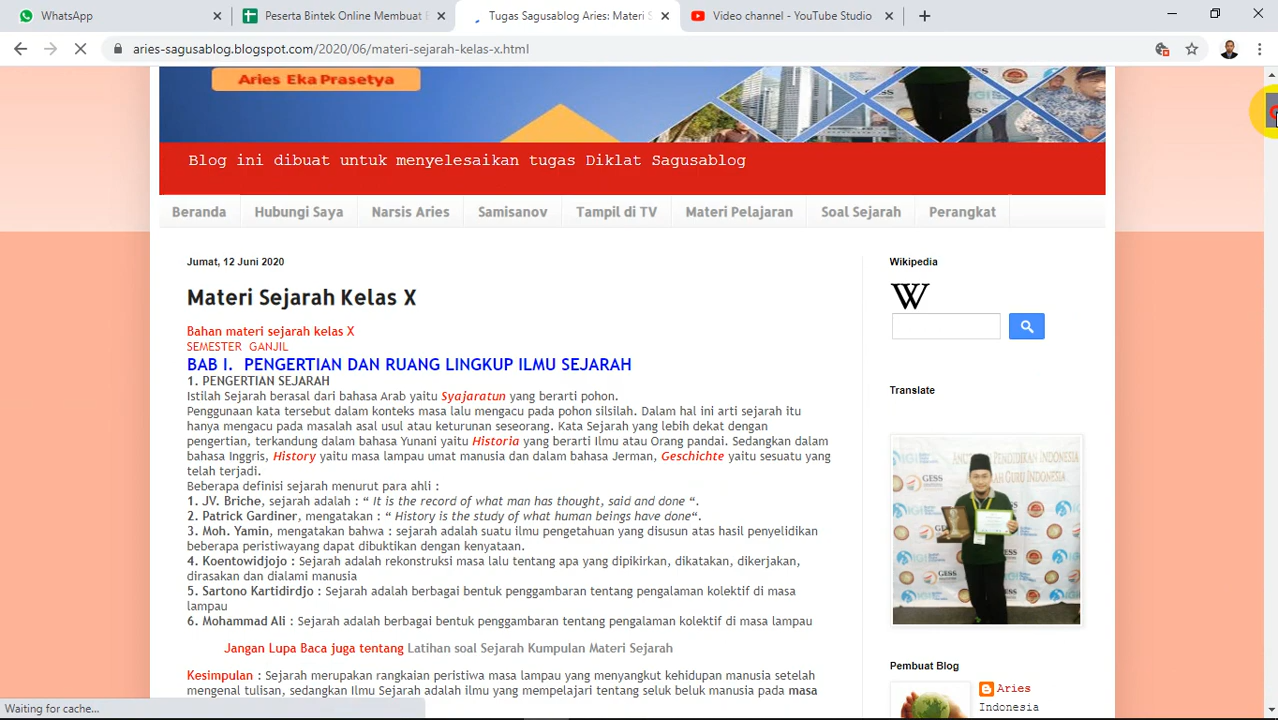 WhatsApp
Peserta Bintek Online Membuat B
Tugas Sagusablog Aries: Materi S
Video channel - YouTube Studio
aries-sagusablog.blogspot.com/2020/06/materi-sejarah-kelas-x.html
Aries Eka Prasetya
Blog ini dibuat untuk menyelesaikan tugas Diklat Sagusablog
Beranda Hubungi Saya Narsis Aries Samisanov Tampil di TV Materi Pelajaran Soal Sejarah Perangkat
Jumat, 12 Juni 2020
Materi Sejarah Kelas X
Bahan materi sejarah kelas X
SEMESTER GANJIL
BAB I. PENGERTIAN DAN RUANG LINGKUP ILMU SEJARAH
1. PENGERTIAN SEJARAH
Istilah Sejarah berasal dari bahasa Arab yaitu Syajaratun yang berarti pohon.
Penggunaan kata tersebut dalam konteks masa lalu mengacu pada pohon silsilah. Dalam hal ini arti sejarah itu
hanya mengacu pada masalah asal usul atau keturunan seseorang. Kata Sejarah yang lebih dekat dengan
pengertian, terkandung dalam bahasa Yunani yaitu Historia yang berarti Ilmu atau Orang pandai. Sedangkan dalam
bahasa Inggris, History yaitu masa lampau umat manusia dan dalam bahasa Jerman, Geschichte yaitu sesuatu yang
telah terjadi.
Beberapa definisi sejarah menurut para ahli :
1. JV. Briche, sejarah adalah : “ It is the record of what man has thought, said and done “.
2. Patrick Gardiner, mengatakan : “ History is the study of what human beings have done“.
3. Moh. Yamin, mengatakan bahwa : sejarah adalah suatu ilmu pengetahuan yang disusun atas hasil penyelidikan
beberapa peristiwayang dapat dibuktikan dengan kenyataan.
4. Koentowidjojo : Sejarah adalah rekonstruksi masa lalu tentang apa yang dipikirkan, dikatakan, dikerjakan,
dirasakan dan dialami manusia
5. Sartono Kartidirdjo : Sejarah adalah berbagai bentuk penggambaran tentang pengalaman kolektif di masa
lampau
6. Mohammad Ali : Sejarah adalah berbagai bentuk penggambaran tentang pengalaman kolektif di masa lampau
Jangan Lupa Baca juga tentang Latihan soal Sejarah Kumpulan Materi Sejarah
Kesimpulan : Sejarah merupakan rangkaian peristiwa masa lampau yang menyangkut kehidupan manusia setelah
mengenal tulisan, sedangkan Ilmu Sejarah adalah ilmu yang mempelajari tentang seluk beluk manusia pada masa
Wikipedia
W
Translate
GESS
Pembuat Blog
Aries
Indonesia
Waiting for cache...